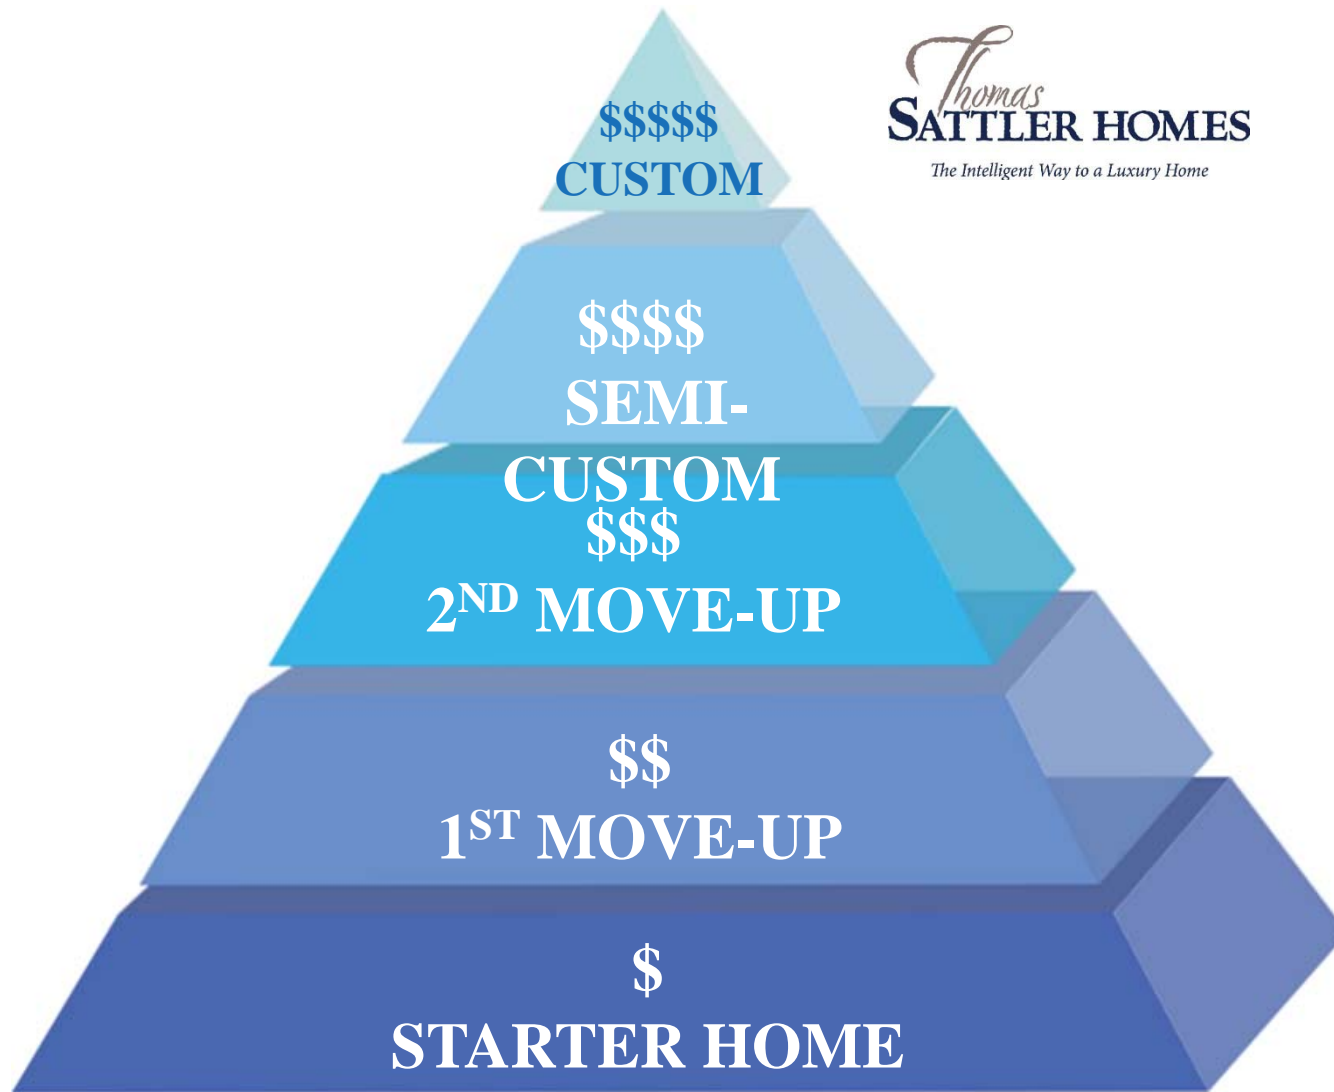 $$$$$
CUSTOM
Thomas
SATTLER HOMES
The Intelligent Way to a Luxury Home
$$$$
SEMI-
CUSTOM
$$$
2ND MOVE-UP
$$
1ST MOVE-UP
$
STARTER HOME